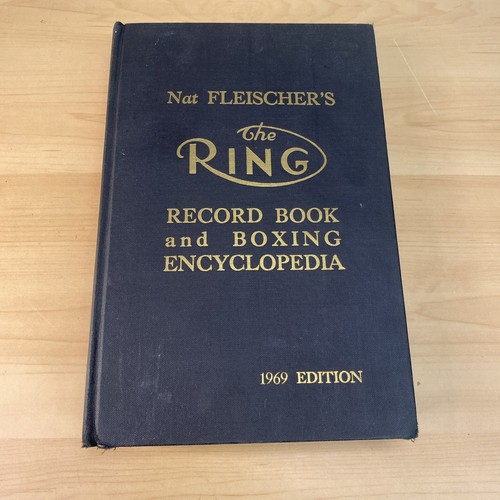 Nat FLEISCHER'S
The
RING
RECORD BOOK
and BOXING
ENCYCLOPEDIA
1969 EDITION